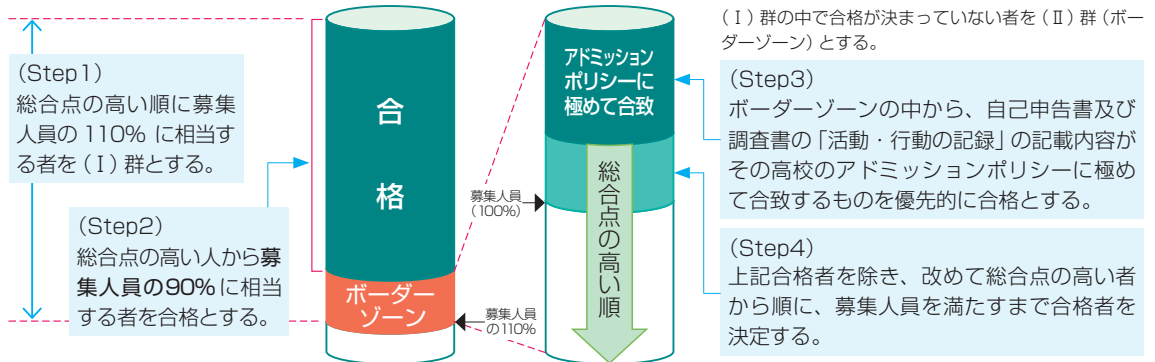 (Step1)
総合点の高い順に募集
人員の 110% に相当す
る者を (Ⅰ) 群とする。
(Step2)
総合点の高い人から募
集人員の90% に相当
する者を合格とする。
合
格
ボーダー
ゾーン
募集人員
(100%)
募集人員
の110%
アドミッション
ポリシーに
極めて合致
総合点の高い順
(Ⅰ) 群の中で合格が決まっていない者を (Ⅱ) 群 (ボー
ダーゾーン) とする。
(Step3)
ボーダーゾーンの中から、自己申告書及び
調査書の「活動・行動の記録」の記載内容が
その高校のアドミッションポリシーに極め
て合致するものを優先的に合格とする。
(Step4)
上記合格者を除き、改めて総合点の高い者
から順に、募集人員を満たすまで合格者を
決定する。